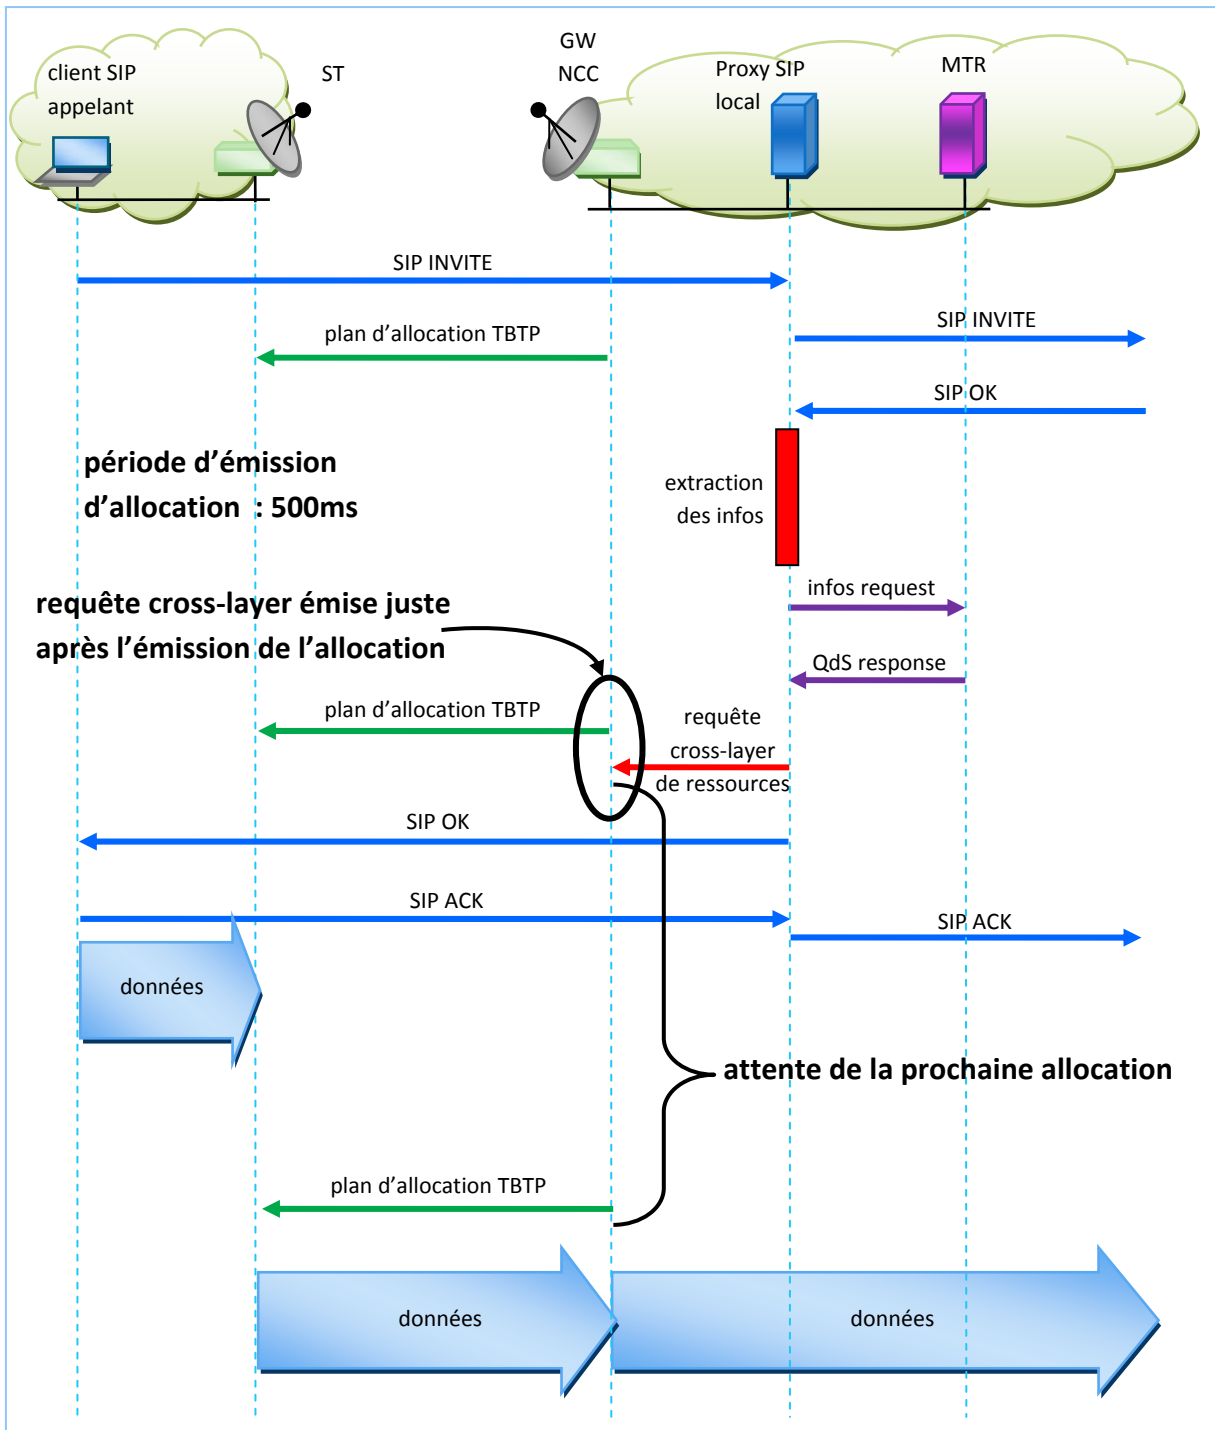 client SIP
appelant
ST
GW
NCC
Proxy SIP
local
MTR
SIP INVITE
SIP INVITE
plan d’allocation TBTP
SIP OK
période d’émission
d’allocation : 500ms
extraction
des infos
infos request
requête cross-layer émise juste
après l’émission de l’allocation
QdS response
plan d’allocation TBTP
requête
cross-layer
de ressources
SIP OK
SIP ACK
SIP ACK
données
attente de la prochaine allocation
plan d’allocation TBTP
données
données